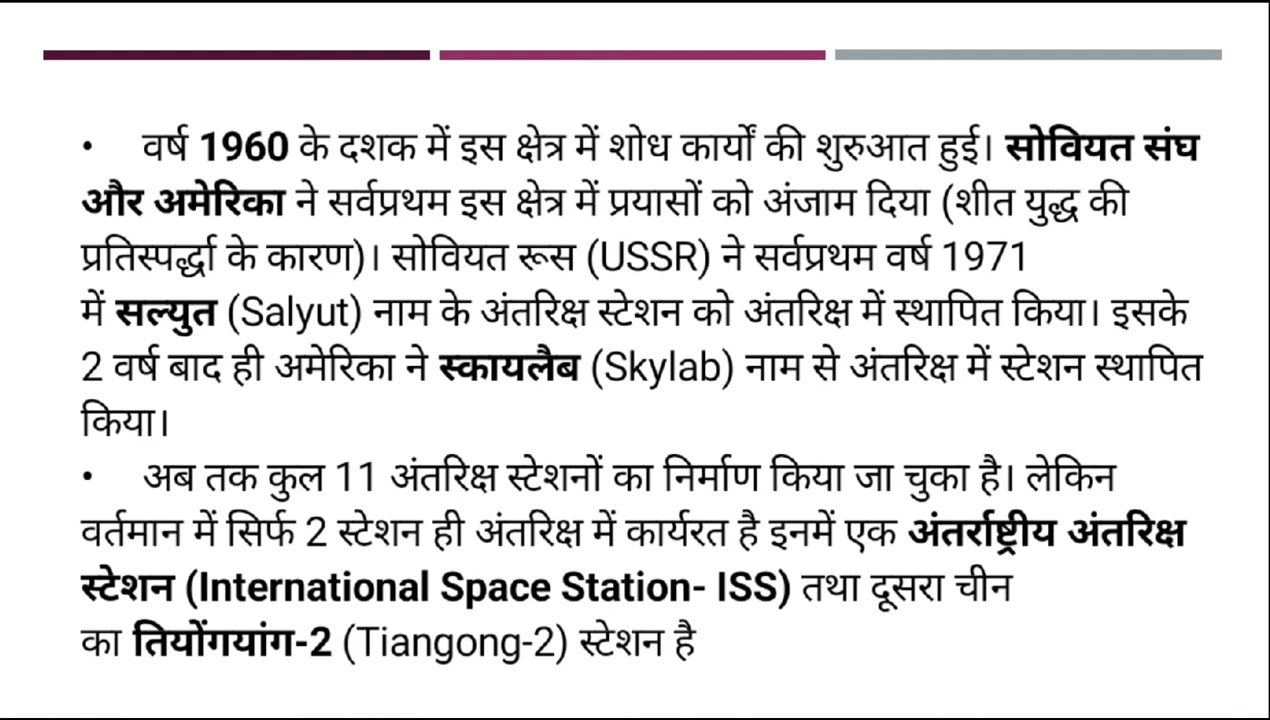 • वर्ष 1960 के दशक में इस क्षेत्र में शोध कार्यों की शुरुआत हुई। सोवियत संघ
और अमेरिका ने सर्वप्रथम इस क्षेत्र में प्रयासों को अंजाम दिया (शीत युद्ध की
प्रतिस्पर्द्धा के कारण)। सोवियत रूस (USSR) ने सर्वप्रथम वर्ष 1971
में सल्युत (Salyut) नाम के अंतरिक्ष स्टेशन को अंतरिक्ष में स्थापित किया। इसके
2 वर्ष बाद ही अमेरिका ने स्कायलैब (Skylab) नाम से अंतरिक्ष में स्टेशन स्थापित
किया।
• अब तक कुल 11 अंतरिक्ष स्टेशनों का निर्माण किया जा चुका है। लेकिन
वर्तमान में सिर्फ 2 स्टेशन ही अंतरिक्ष में कार्यरत है इनमें एक अंतर्राष्ट्रीय अंतरिक्ष
स्टेशन (International Space Station- ISS) तथा दूसरा चीन
का तियोंगयांग-2 (Tiangong-2) स्टेशन है